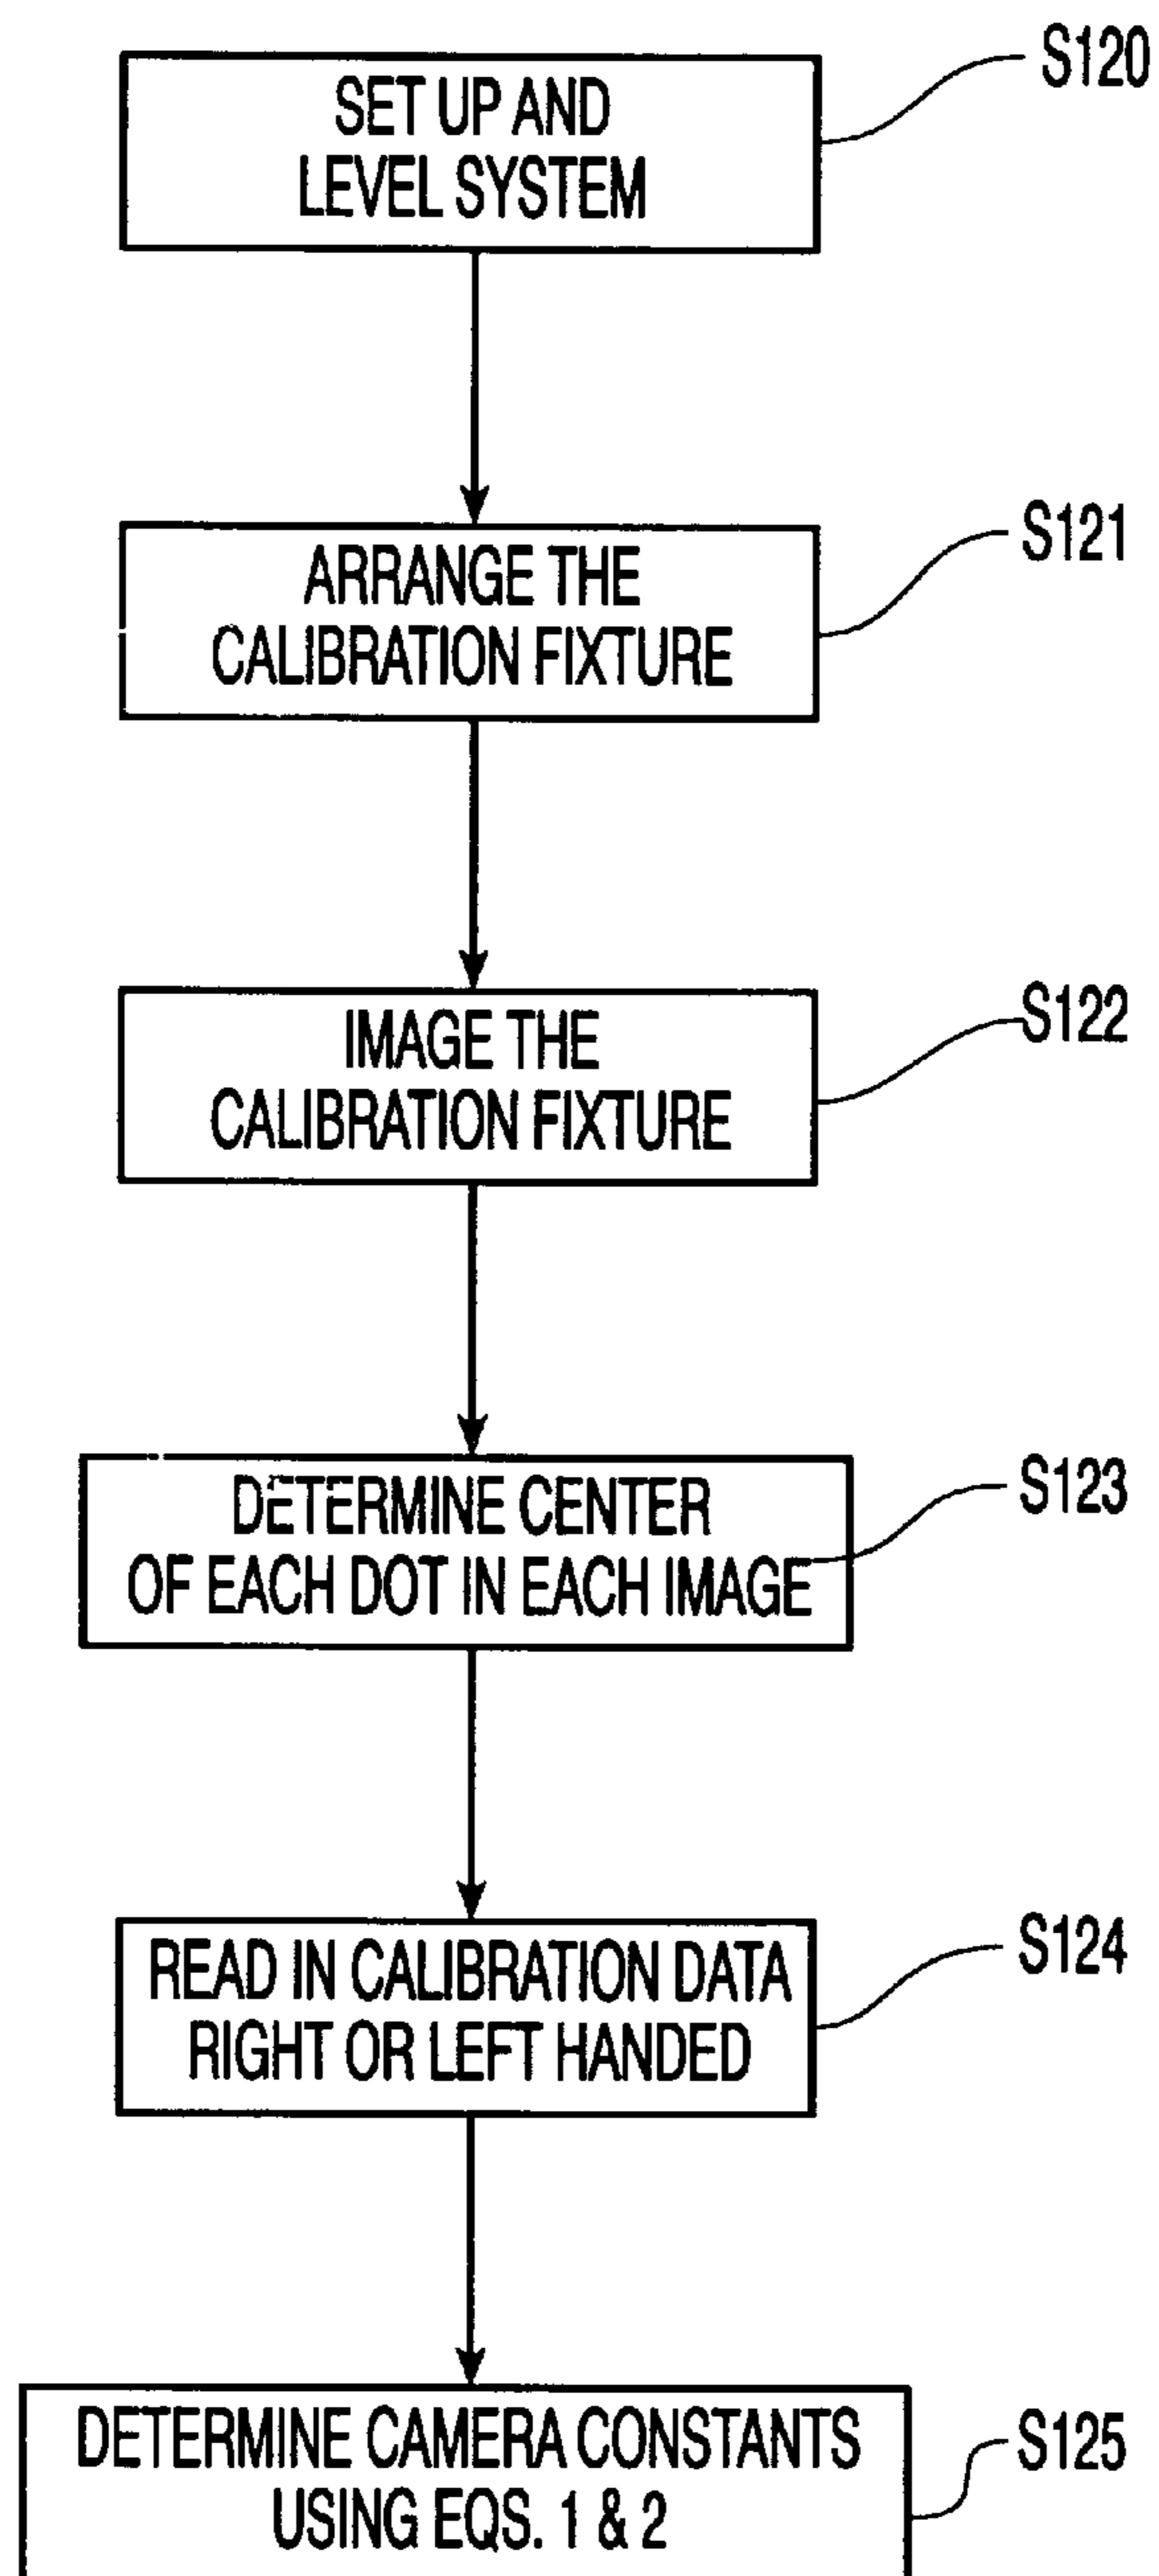 S120
SET UP AND
LEVEL SYSTEM
S121
ARRANGE THE
CALIBRATION FIXTURE
S122
IMAGE THE
CALIBRATION FIXTURE
S123
DETERMINE CENTER
OF EACH DOT IN EACH IMAGE
S124
READ IN CALIBRATION DATA
RIGHT OR LEFT HANDED
S125
DETERMINE CAMERA CONSTANTS
USING EQS. 1 & 2